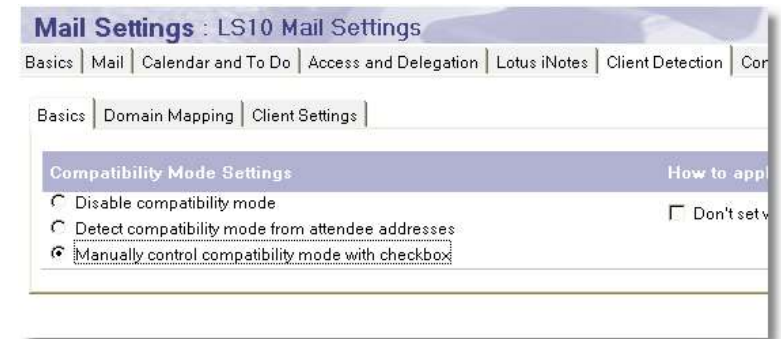 Mail Settings : LS10 Mail Settings
Basics Mail Calendar and To Do Access and Delegation Lotus iNotes Client Detection Cor
Basics Domain Mapping Client Settings
Compatibility Mode Settings How to appl
Disable compatibility mode
Don't set v
Detect compatibility mode from attendee addresses
Manually control compatibility mode with checkbox